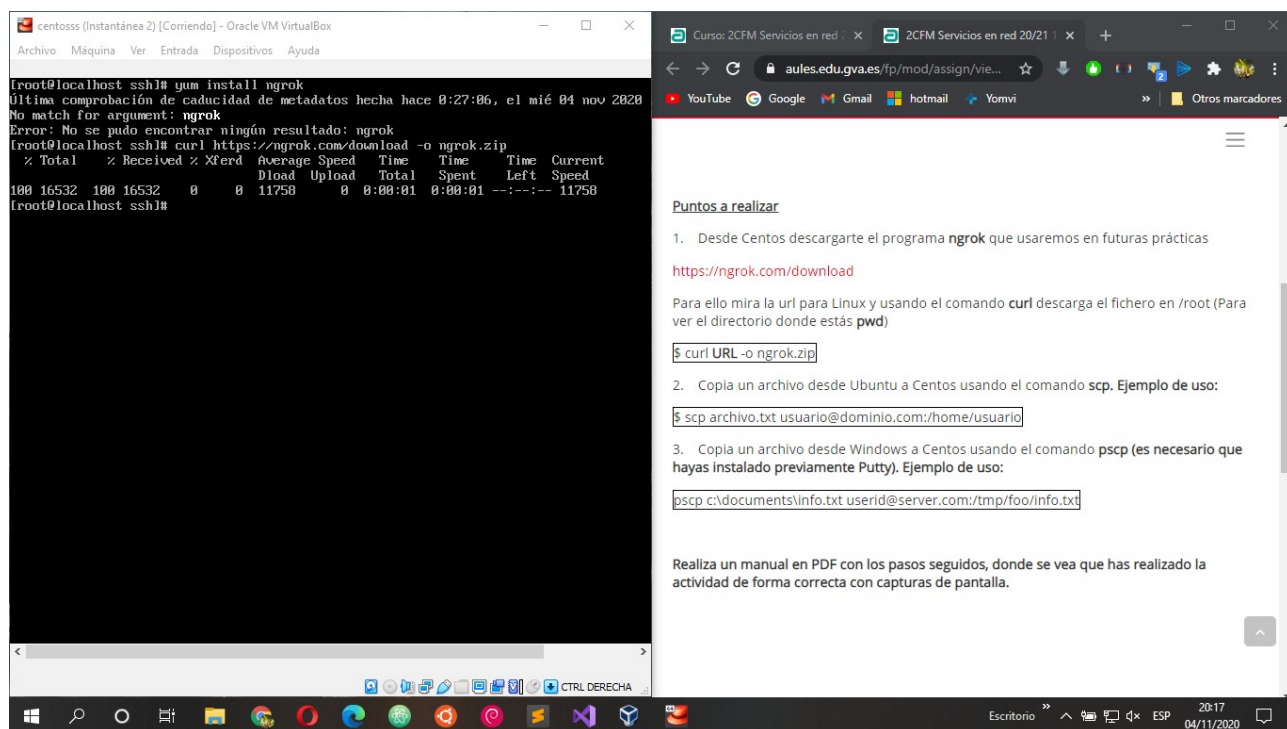 centosss (Instantánea 2) [Corriendo] - Oracle VM VirtualBox
Archivo Máquina Ver Entrada Dispositivos Ayuda
[root@localhost ssh]# yum install ngrok
Última comprobación de caducidad de metadatos hecha hace 0:27:06, el mié 04 nov 2020
No match for argument: ngrok
Error: No se pudo encontrar ningún resultado: ngrok
[root@localhost ssh]# curl https://ngrok.com/download -o ngrok.zip
% Total % Received % Xferd Average Speed Time Time Time Current
Dload Upload Total Spent Left Speed
100 16532 100 16532 0 0 11758 0 0:00:01 0:00:01 --:--:-- 11758
[root@localhost ssh]#
CTRL DERECHA
Curso: 2CFM Servicios en red
2CFM Servicios en red 20/21 1
aules.edu.gva.es/fp/mod/assign/vie...
YouTube Google Gmail hotmail Yomvi » Otros marcadores
Puntos a realizar
1. Desde Centos descargarte el programa ngrok que usaremos en futuras prácticas
https://ngrok.com/download
Para ello mira la url para Linux y usando el comando curl descarga el fichero en /root (Para
ver el directorio donde estás pwd)
$ curl URL -o ngrok.zip
2. Copia un archivo desde Ubuntu a Centos usando el comando scp. Ejemplo de uso:
$ scp archivo.txt usuario@dominio.com:/home/usuario
3. Copia un archivo desde Windows a Centos usando el comando pscp (es necesario que
hayas instalado previamente Putty). Ejemplo de uso:
pscp c:\documents\info.txt userid@server.com:/tmp/foo/info.txt
Realiza un manual en PDF con los pasos seguidos, donde se vea que has realizado la
actividad de forma correcta con capturas de pantalla.
Escritorio » ESP 20:17
04/11/2020